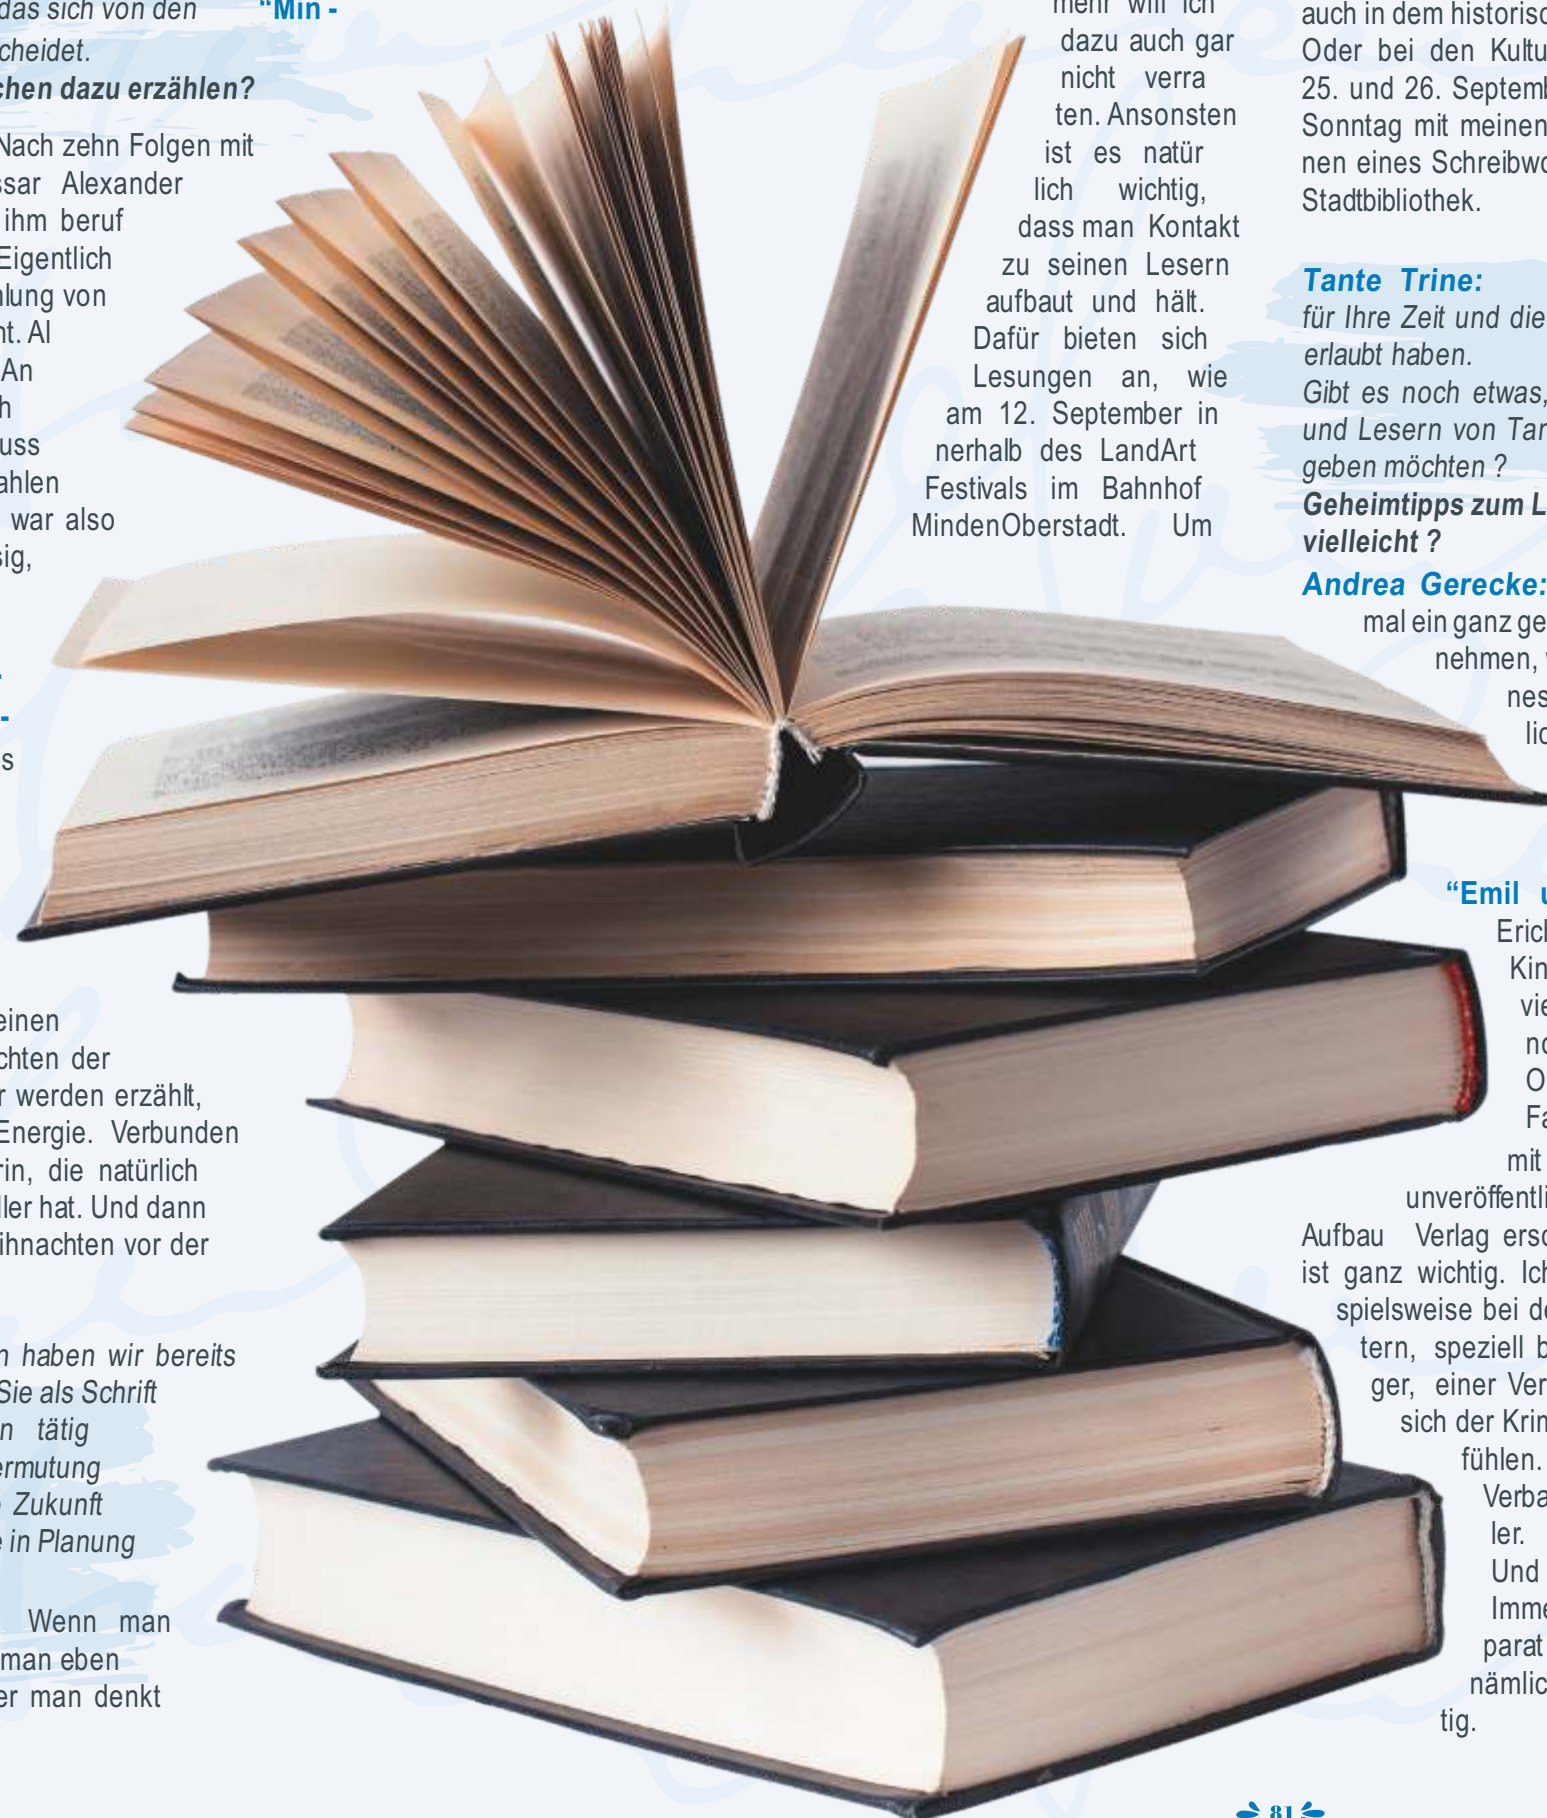 das sich von den
“Min -
cheidet.
chen dazu erzählen?
Nach zehn Folgen mit
ssar Alexander
ihm beruf
Eigentlich
lung von
nt. Al
An
h
uss
ahlen
war also
sig,
-
s
einen
chten der
r werden erzählt,
Energie. Verbunden
rin, die natürlich
ller hat. Und dann
ihnachten vor der
n haben wir bereits
Sie als Schrift
n tätig
ermutung
e Zukunft
e in Planung
Wenn man
man eben
er man denkt
mehr will ich
dazu auch gar
nicht verra
ten. Ansonsten
ist es natür
lich wichtig,
dass man Kontakt
zu seinen Lesern
aufbaut und hält.
Dafür bieten sich
Lesungen an, wie
am 12. September in
nerhalb des LandArt
Festivals im Bahnhof
MindenOberstadt. Um
auch in dem historisc
Oder bei den Kultu
25. und 26. Septemb
Sonntag mit meinen
nen eines Schreibwo
Stadtbibliothek.
Tante Trine:
für Ihre Zeit und die
erlaubt haben.
Gibt es noch etwas,
und Lesern von Tan
geben möchten ?
Geheimtipps zum L
vielleicht ?
Andrea Gerecke:
mal ein ganz ge
nehmen, w
nes
lic
“Emil u
Erich
Kin
vie
no
O
Fa
mit
unveröffentli
Aufbau Verlag ersc
ist ganz wichtig. Ich
spielsweise bei de
tern, speziell b
ger, einer Ver
sich der Krim
fühlen.
Verba
ler.
Und
Imme
parat
nämlic
tig.
81